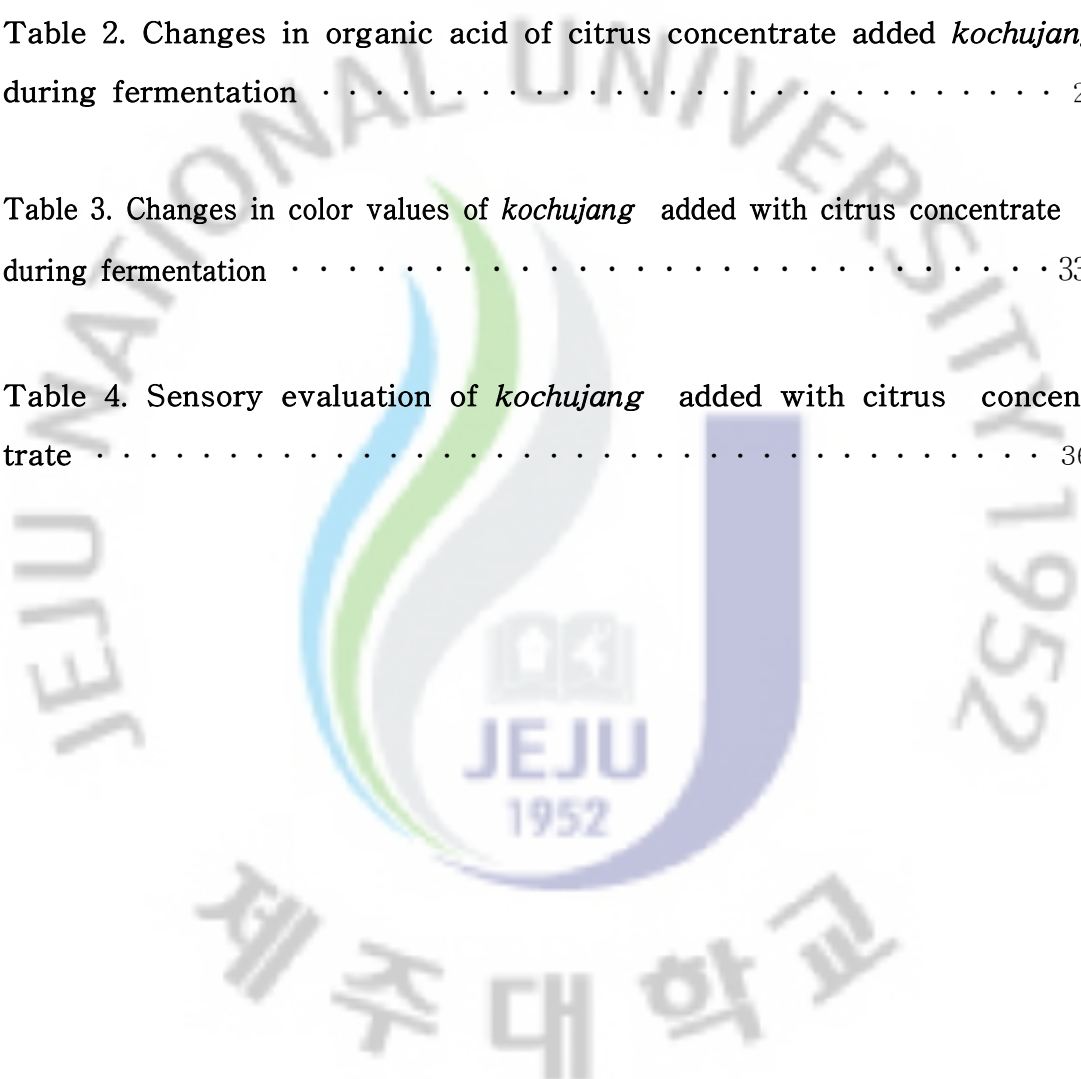 Table 2. Changes in organic acid of citrus concentrate added kochujang
during fermentation · · · · · · · · · · · · · · · · · · · · · · · · · · · · 2
Table 3. Changes in color values of kochujang added with citrus concentrate
during fermentation · · · · · · · · · · · · · · · · · · · · · · · · · · · 33
Table 4. Sensory evaluation of kochujang added with citrus concen
trate · · · · · · · · · · · · · · · · · · · · · · · · · · · · · · · · · · · · 36
JEJU NATIONAL UNIVERSITY 1952
JEJU
1952
제주대학교